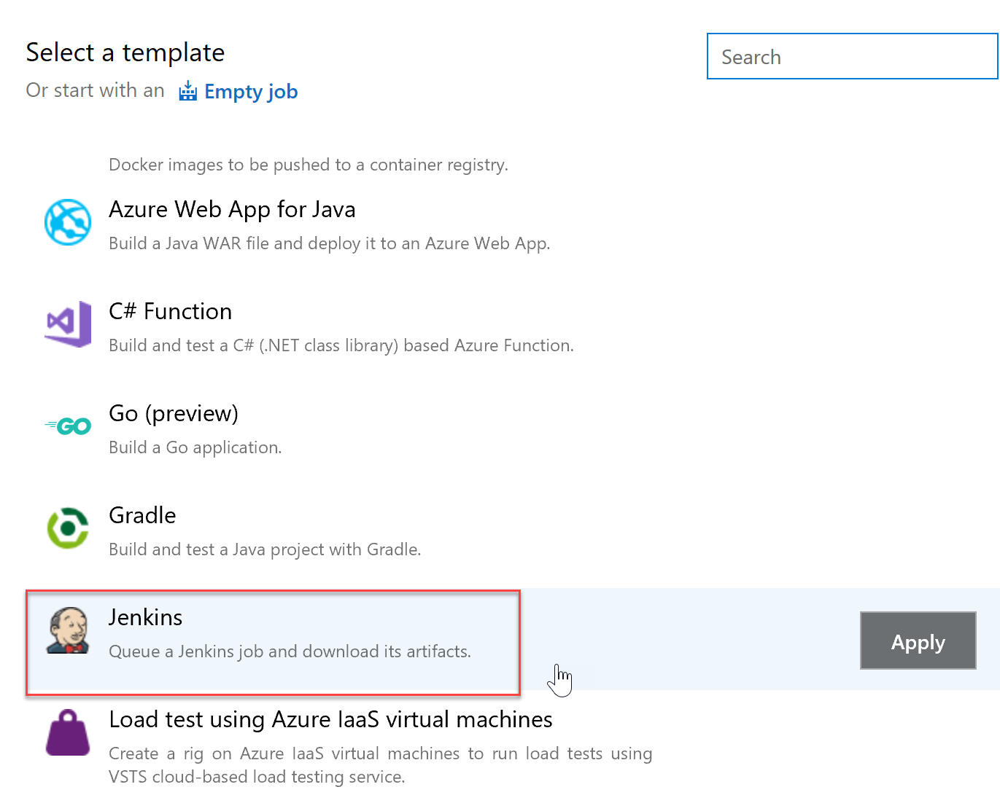 Select a template
Search
Or start with an Empty job
Docker images to be pushed to a container registry.
Azure Web App for Java
Build a Java WAR file and deploy it to an Azure Web App.
C# Function
Build and test a C# (.NET class library) based Azure Function.
Go (preview)
GO
Build a Go application.
Gradle
Build and test a Java project with Gradle.
Jenkins
Queue a Jenkins job and download its artifacts.
Apply
Load test using Azure IaaS virtual machines
Create a rig on Azure IaaS virtual machines to run load tests using
VSTS cloud-based load testing service.